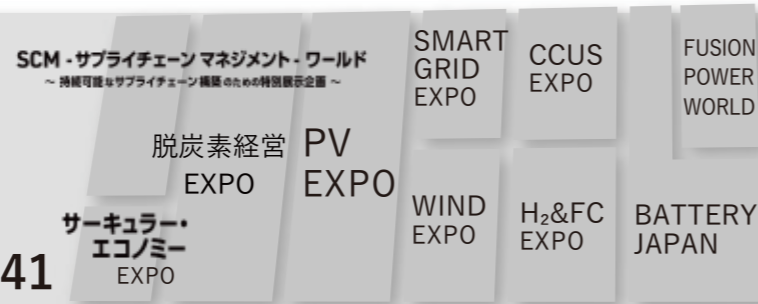 SCM - サプライチェーン マネジメント - ワールド
～ 持続可能なサプライチェーン構築のための特別展示企画 ～
脱炭素経営
EXPO
サーキュラー・
エコノミー
EXPO
41
PV
EXPO
SMART
GRID
EXPO
WIND
EXPO
CCUS
EXPO
H₂&FC
EXPO
FUSION
POWER
WORLD
BATTERY
JAPAN